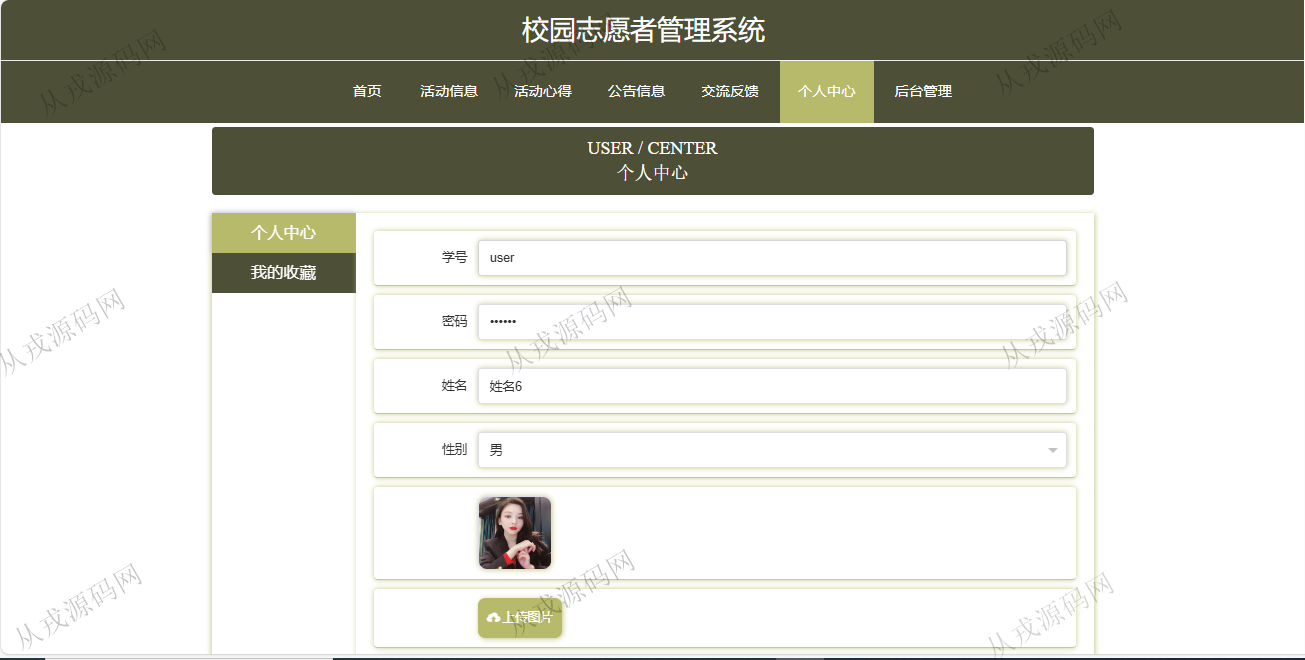 校园志愿者管理系统
首页 活动信息 活动心得 公告信息 交流反馈 个人中心 后台管理
USER / CENTER
个人中心
个人中心
我的收藏
学号 user
密码 ••••••
姓名 姓名6
性别 男
上传图片
从戎源码网
从戎源码网
从戎源码网
从戎源码网
从戎源码网
从戎源码网
从戎源码网
从戎源码网
从戎源码网